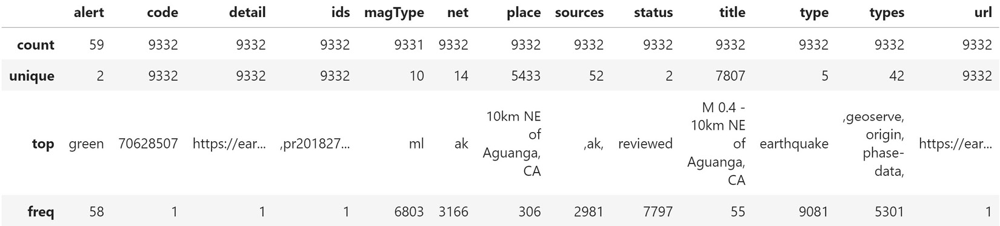 alert code detail ids magType net place sources status title type types url
count 59 9332 9332 9332 9331 9332 9332 9332 9332 9332 9332 9332 9332
unique 2 9332 9332 9332 10 14 5433 52 2 7807 5 42 9332
top green 70628507 https://ear... ,pr201827... ml ak 10km NE of Aguanga, CA ,ak, reviewed M 0.4 - 10km NE of Aguanga, CA earthquake ,geoserve, origin, phase-data, https://ear...
freq 58 1 1 1 6803 3166 306 2981 7797 55 9081 5301 1